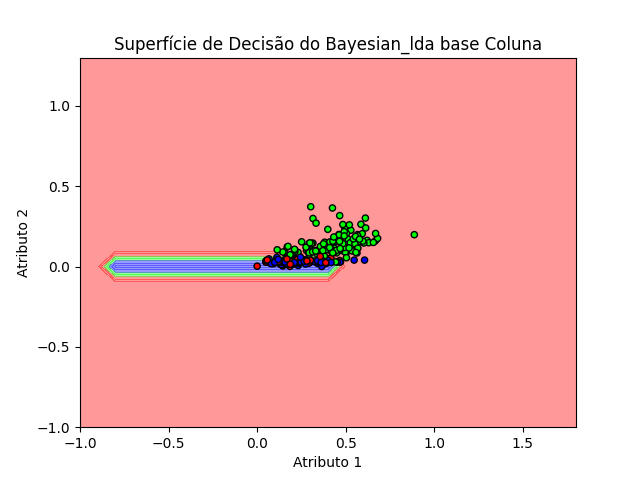 Superfície de Decisão do Bayesian_lda base Coluna
1.0
0.5
0.0
−0.5
−1.0
Atributo 2
−1.0 −0.5 0.0 0.5 1.0 1.5
Atributo 1